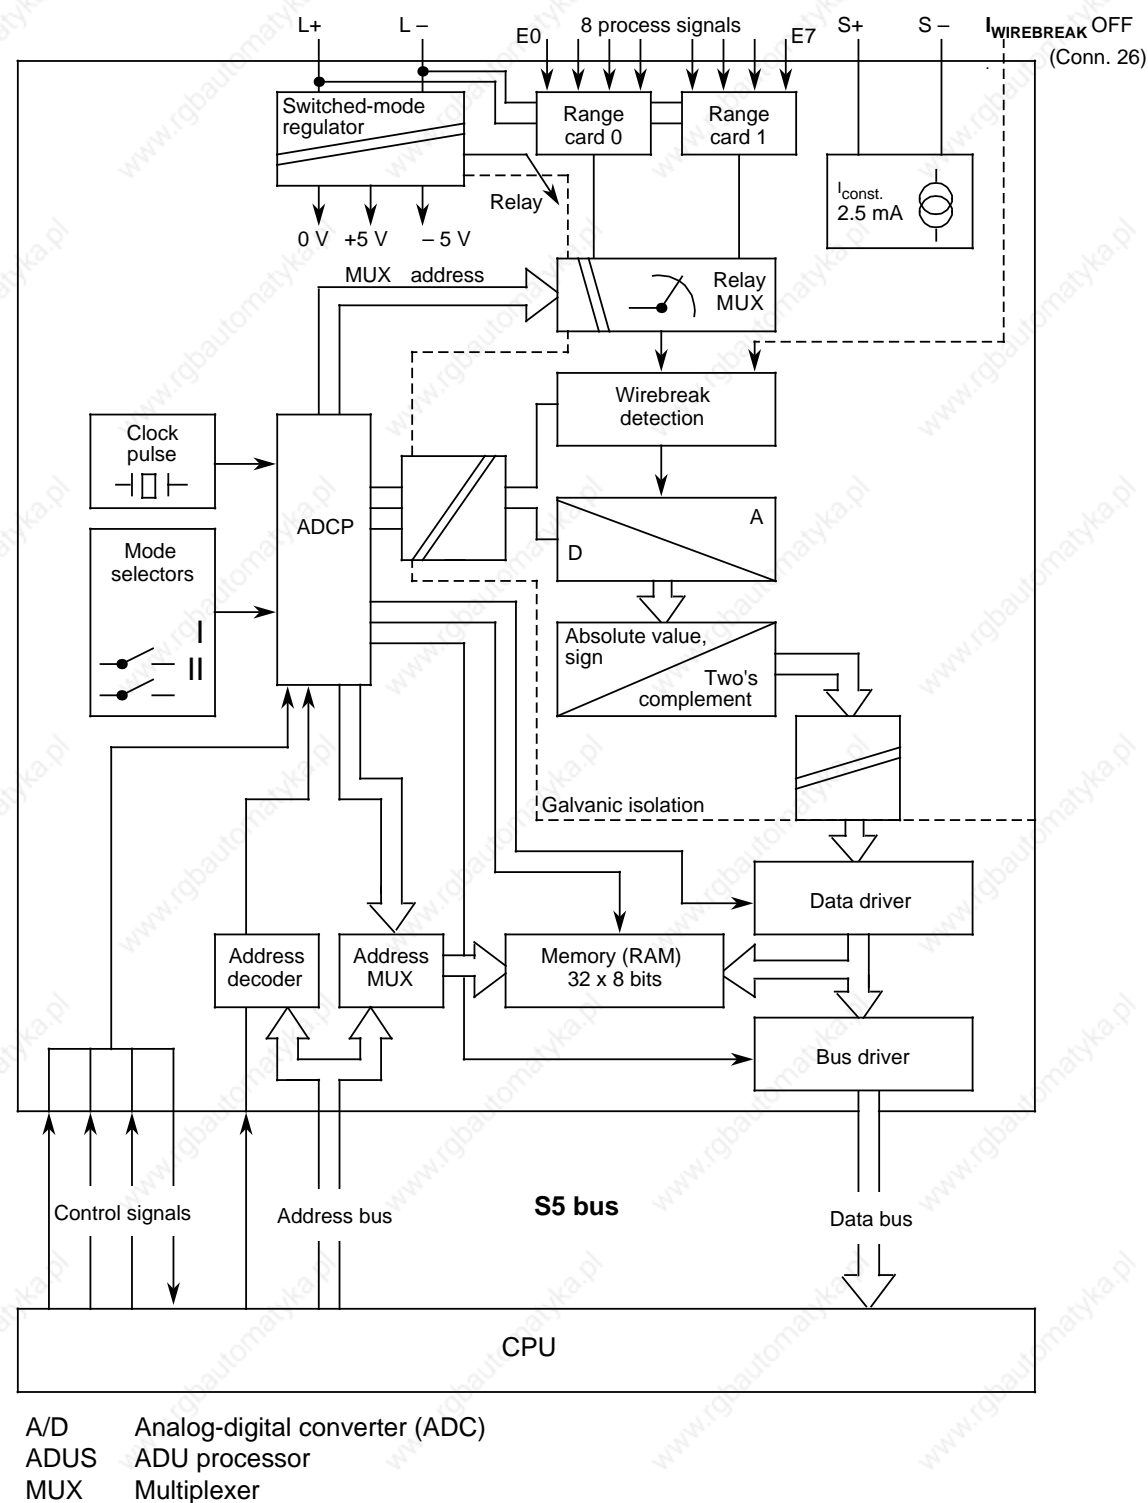 L+
L –
E0
8 process signals
E7
S+
S –
IWIREBREAK OFF
(Conn. 26)
Switched-mode
regulator
Range
card 0
Range
card 1
Relay
Iconst.
2.5 mA
0 V
+5 V
– 5 V
MUX address
Relay
MUX
Wirebreak
detection
Clock
pulse
ADCP
A
D
Mode
selectors
I
II
Absolute value,
sign
Two's
complement
Galvanic isolation
Data driver
Address
decoder
Address
MUX
Memory (RAM)
32 x 8 bits
Bus driver
Control signals
Address bus
S5 bus
Data bus
CPU
A/D Analog-digital converter (ADC)
ADUS ADU processor
MUX Multiplexer
www.rgbautomatyka.pl